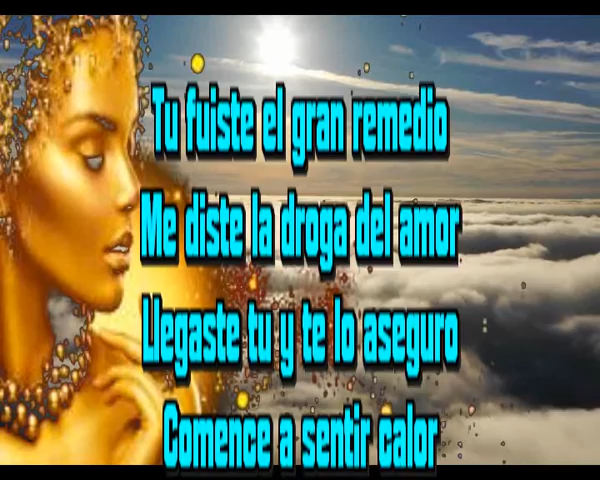 Tu fuiste el gran remedio
Me diste la droga del amor
Llegaste tu y te lo aseguro
Comence a sentir calor